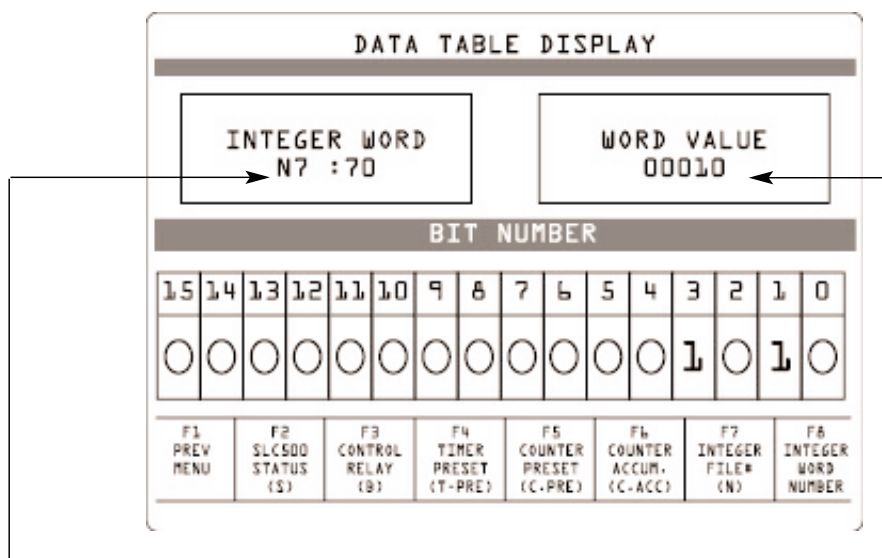 DATA TABLE DISPLAY
INTEGER WORD
N7 :70
WORD VALUE
00010
BIT NUMBER
15 14 13 12 11 10 9 8 7 6 5 4 3 2 1 0
0 0 0 0 0 0 0 0 0 0 0 0 1 0 1 0
F1
PREV
MENU
F2
SLC500
STATUS
(S)
F3
CONTROL
RELAY
(B)
F4
TIMER
PRESET
(T-PRE)
F5
COUNTER
PRESET
(C-PRE)
F6
COUNTER
ACCUM.
(C-ACC)
F7
INTEGER
FILE#
(N)
F8
INTEGER
WORD
NUMBER